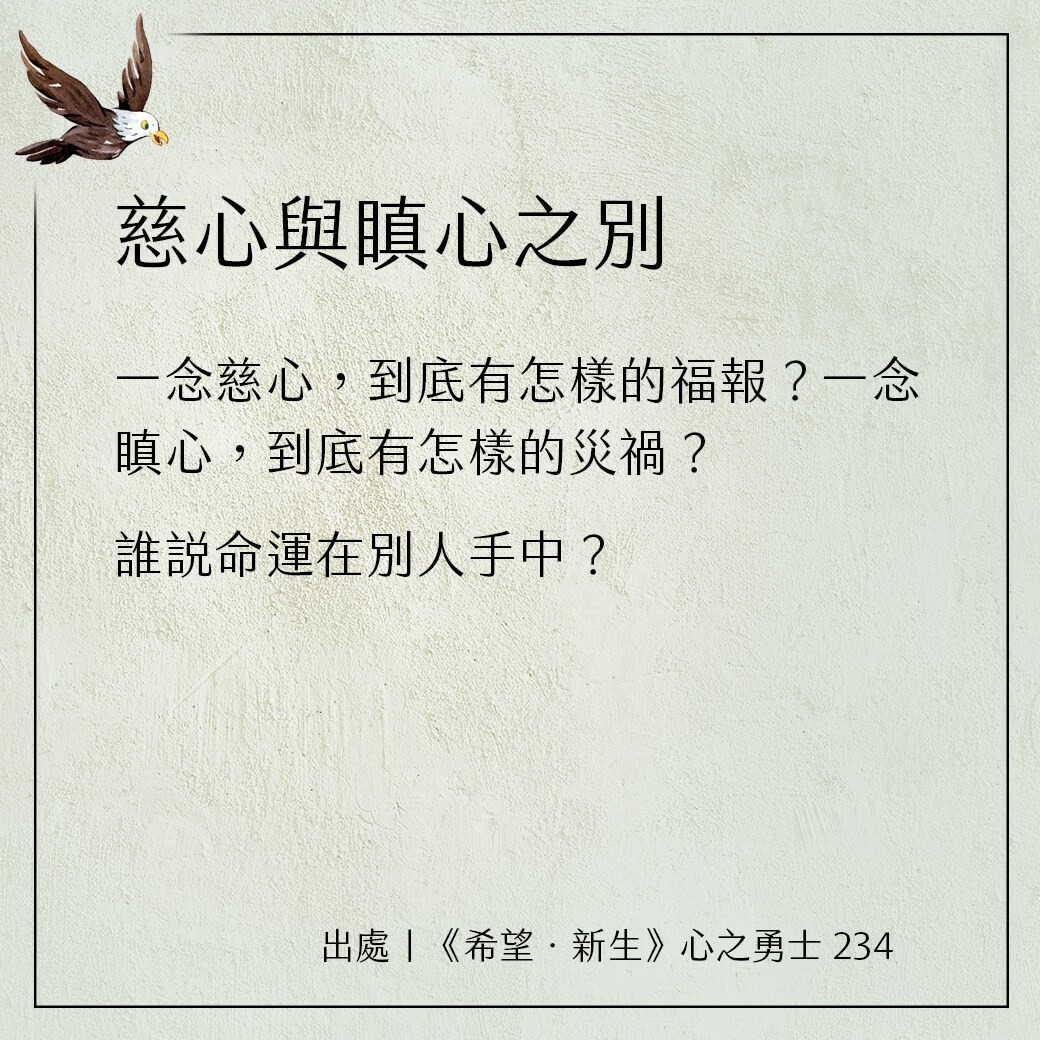 慈心與瞋心之別
一念慈心，到底有怎樣的福報？一念
瞋心，到底有怎樣的災禍？
誰説命運在別人手中？
出處｜《希望．新生》心之勇士 234